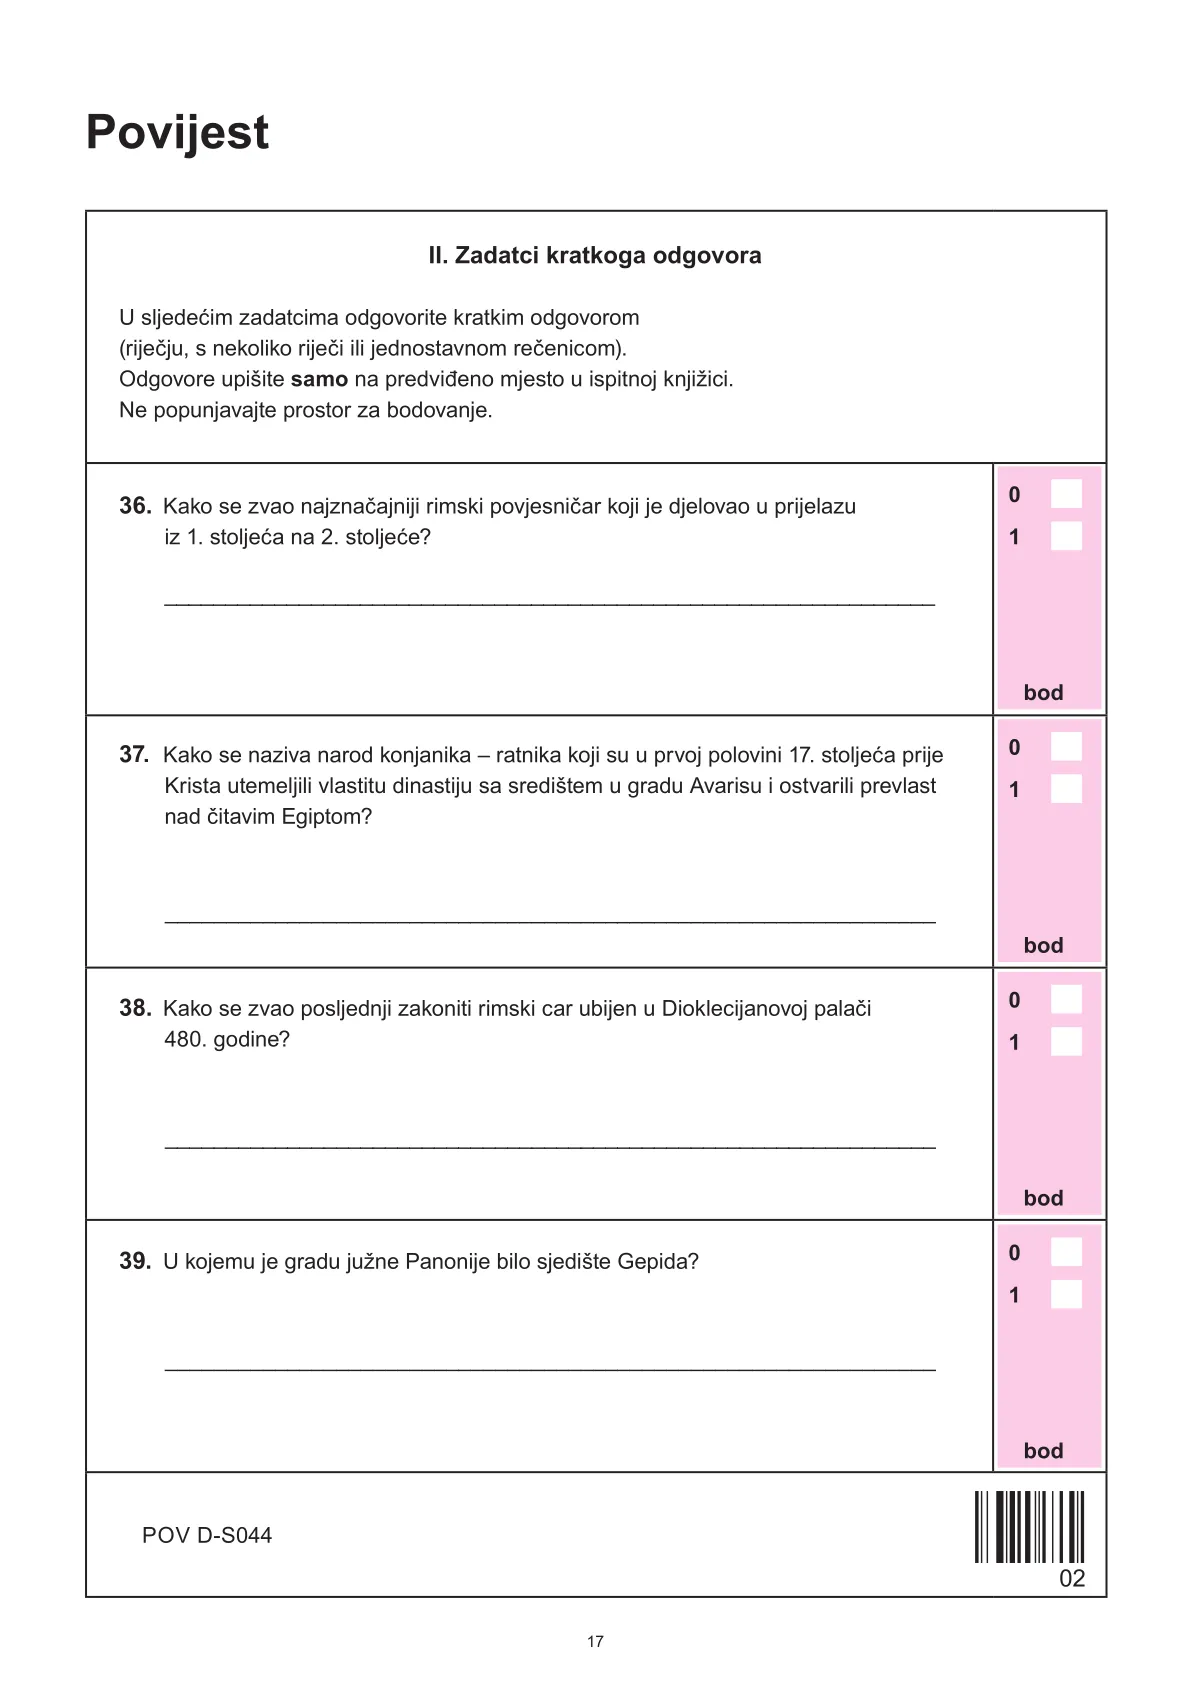 Povijest
II. Zadatci kratkoga odgovora
U sljedećim zadatcima odgovorite kratkim odgovorom
(riječju, s nekoliko riječi ili jednostavnom rečenicom).
Odgovore upišite samo na predviđeno mjesto u ispitnoj knjižici.
Ne popunjavajte prostor za bodovanje.
36. Kako se zvao najznačajniji rimski povjesničar koji je djelovao u prijelazu
iz 1. stoljeća na 2. stoljeće?
0
1
bod
37. Kako se naziva narod konjanika – ratnika koji su u prvoj polovini 17. stoljeća prije
Krista utemeljili vlastitu dinastiju sa središtem u gradu Avarisu i ostvarili prevlast
nad čitavim Egiptom?
0
1
bod
38. Kako se zvao posljednji zakoniti rimski car ubijen u Dioklecijanovoj palači
480. godine?
0
1
bod
39. U kojemu je gradu južne Panonije bilo sjedište Gepida?
0
1
bod
POV D-S044
02
17